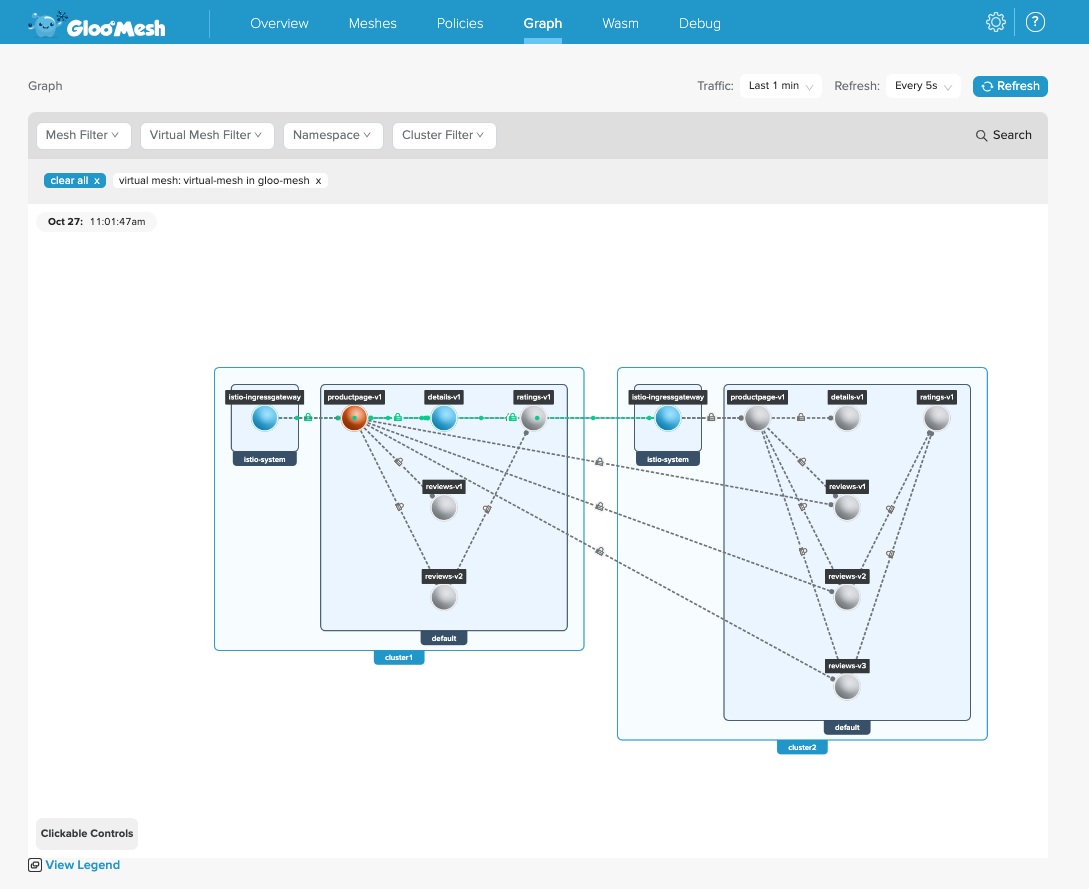 Gloo Mesh
Overview Meshes Policies Graph Wasm Debug ?
Graph
Traffic: Last 1 min Refresh: Every 5s Refresh
Mesh Filter Virtual Mesh Filter Namespace Cluster Filter Search
clear all x virtual mesh: virtual-mesh in gloo-mesh x
Oct 27: 11:01:47am
istio-ingressgateway productpage-v1 details-v1 ratings-v1 istio-ingressgateway productpage-v1 details-v1 ratings-v1
istio-system istio-system
reviews-v1 reviews-v1
reviews-v2 reviews-v2
default
cluster1
reviews-v3
default
cluster2
Clickable Controls
View Legend